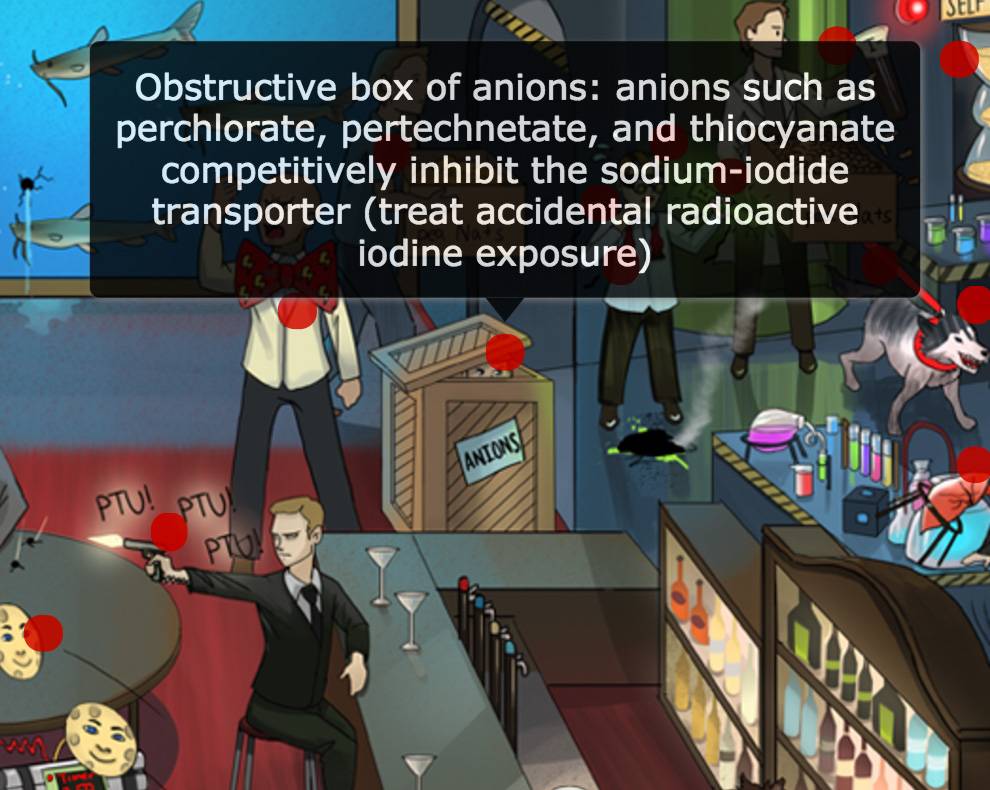 SELF
Obstructive box of anions: anions such as
perchlorate, pertechnetate, and thiocyanate
competitively inhibit the sodium-iodide
transporter (treat accidental radioactive
iodine exposure)
ANIONS
PTU! PTU!
PTU!
Timer